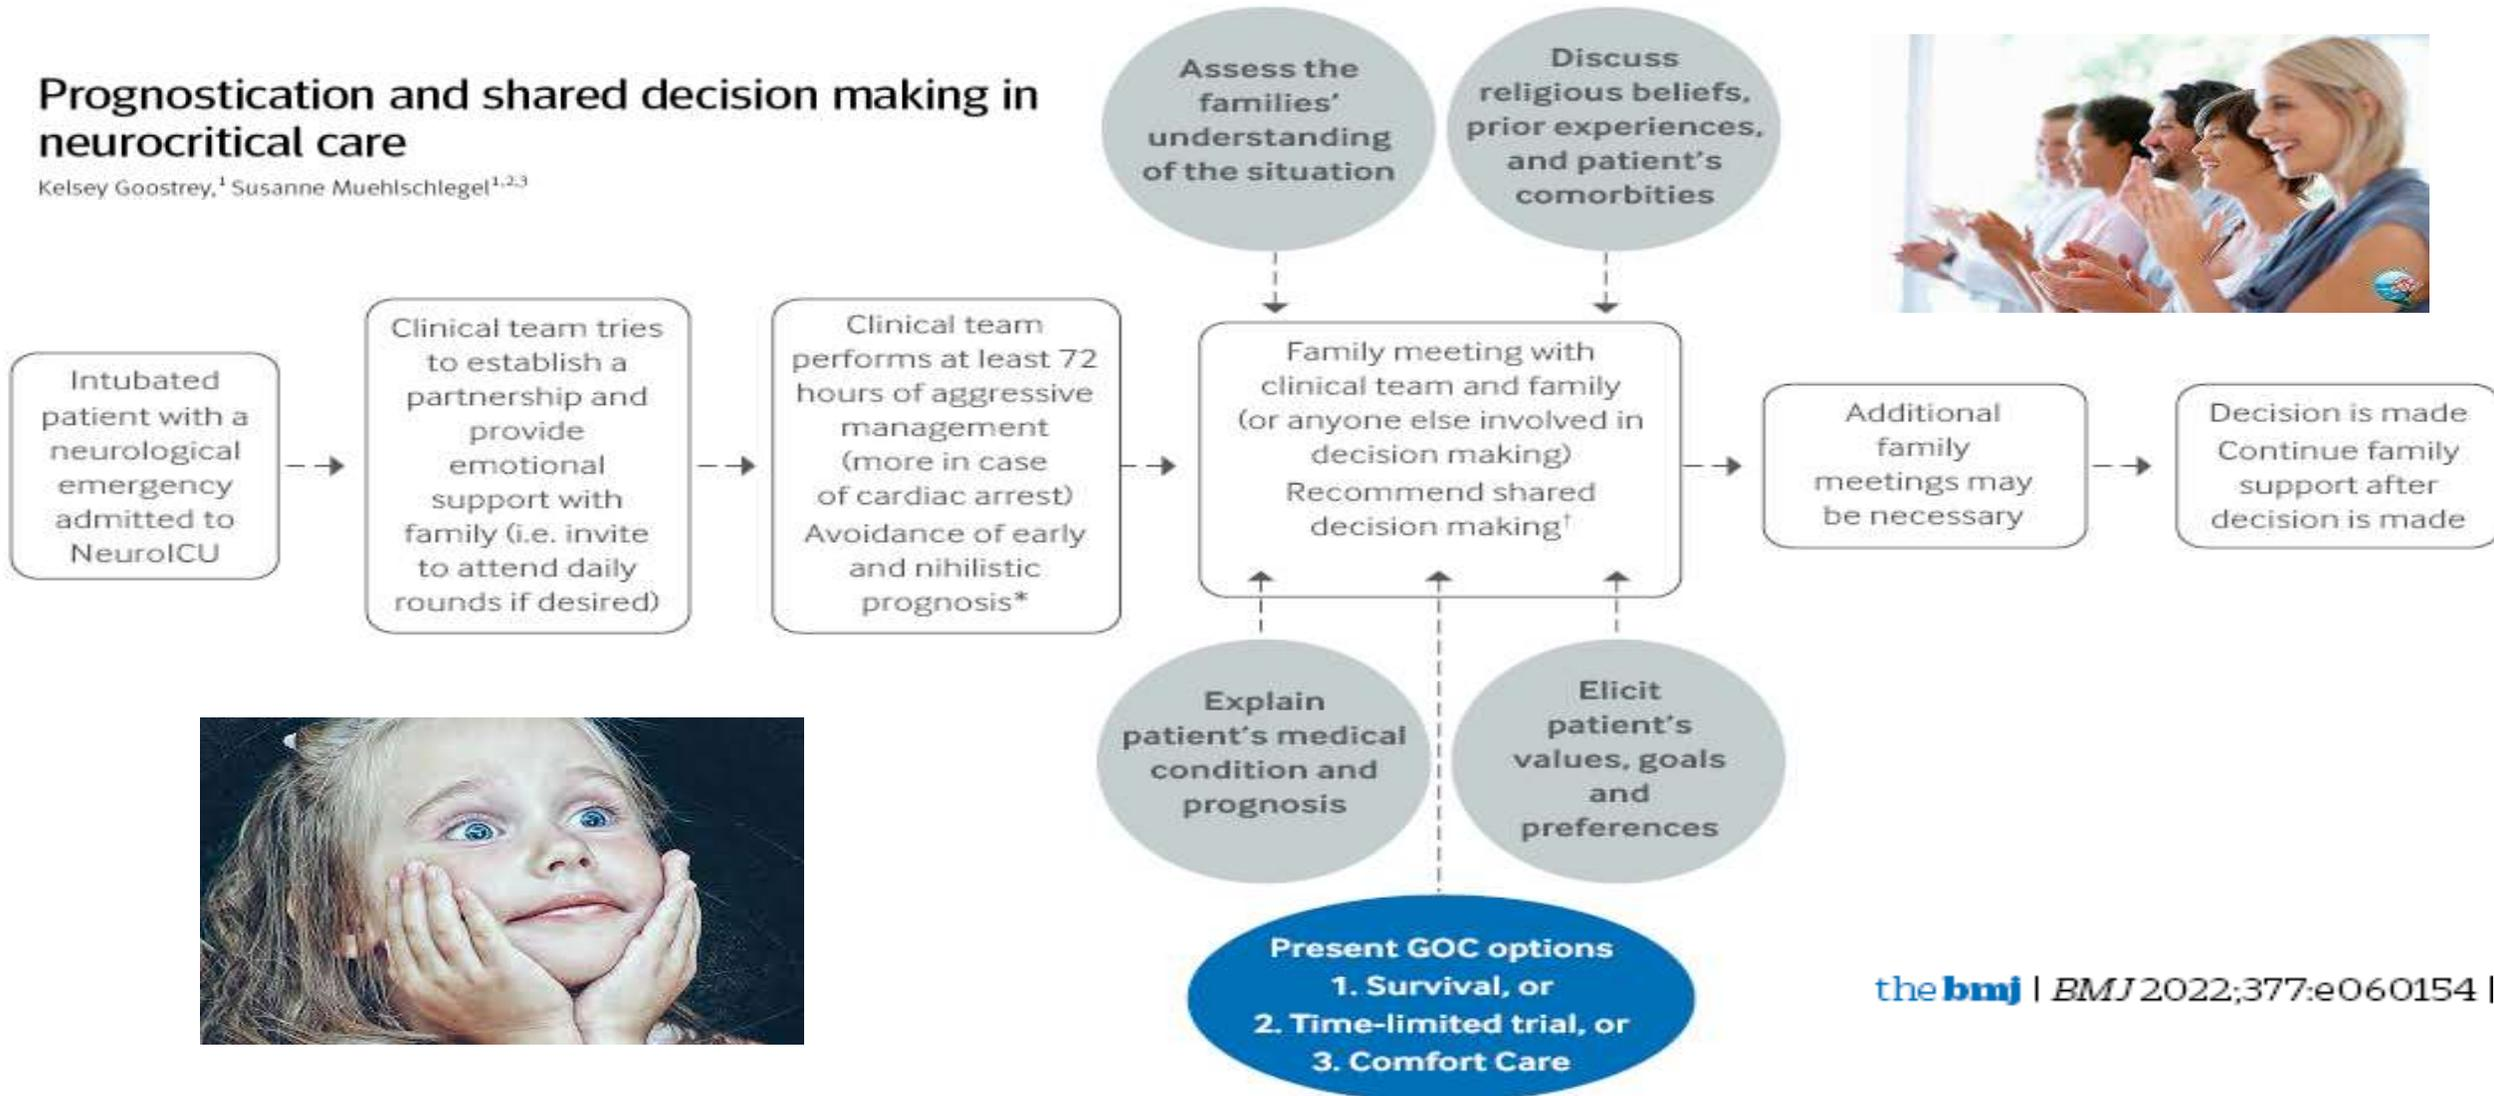 Prognostication and shared decision making in
neurocritical care
Kelsey Goostrey,1 Susanne Muehlschlegel1,2,3
Assess the
families'
understanding
of the situation
Discuss
religious beliefs,
prior experiences,
and patient's
comorbities
Intubated
patient with a
neurological
emergency
admitted to
NeuroICU
Clinical team tries
to establish a
partnership and
provide
emotional
support with
family (i.e. invite
to attend daily
rounds if desired)
Clinical team
performs at least 72
hours of aggressive
management
(more in case
of cardiac arrest)
Avoidance of early
and nihilistic
prognosis*
Family meeting with
clinical team and family
(or anyone else involved in
decision making)
Recommend shared
decision making†
Additional
family
meetings may
be necessary
Decision is made
Continue family
support after
decision is made
Explain
patient's medical
condition and
prognosis
Elicit
patient's
values, goals
and
preferences
Present GOC options
1. Survival, or
2. Time-limited trial, or
3. Comfort Care
the bmj | BMJ 2022;377:e060154 |